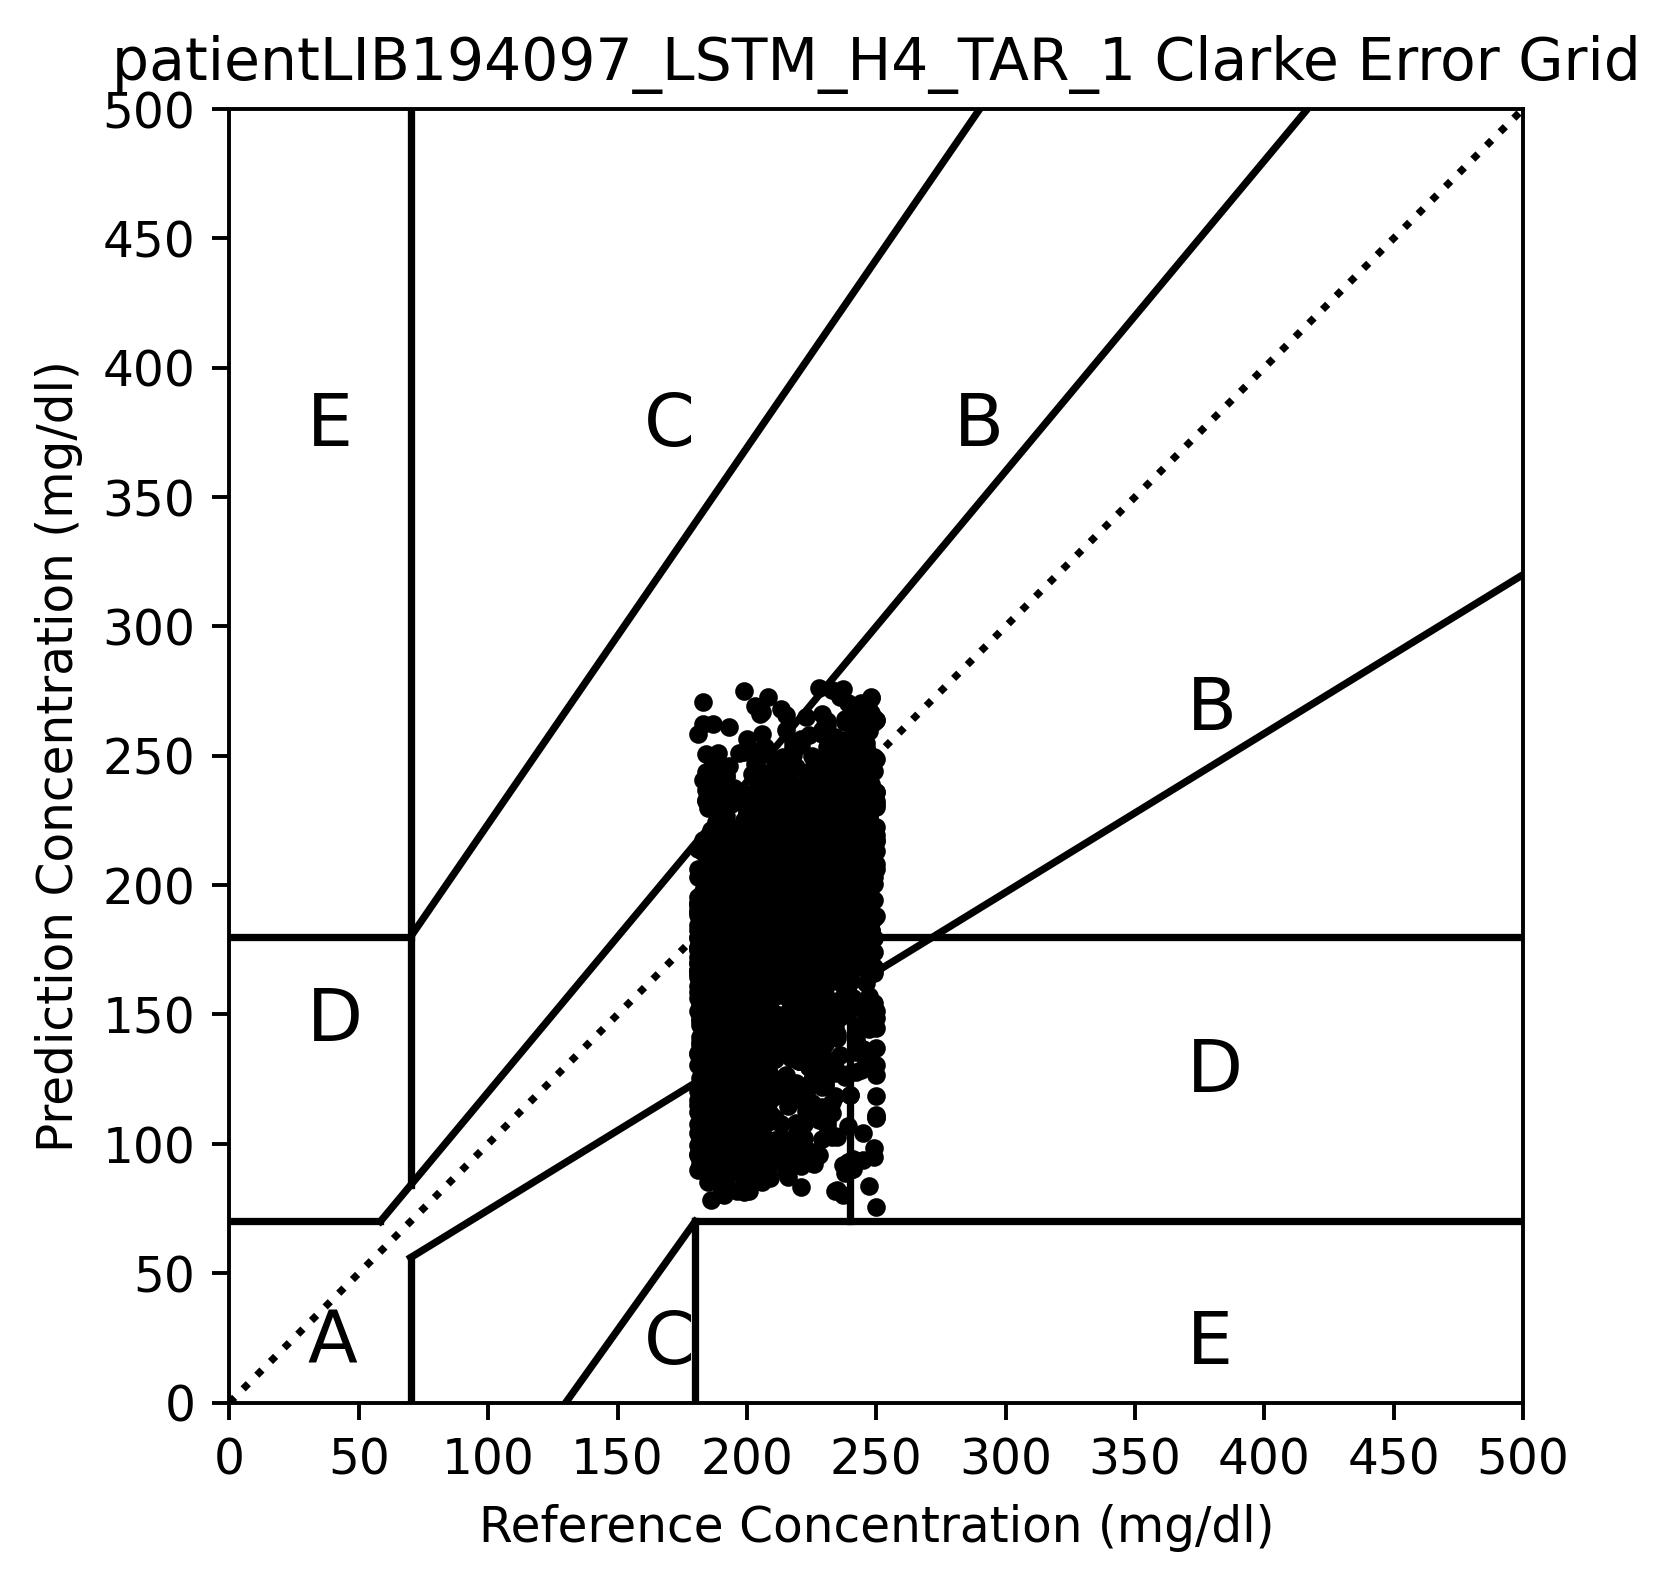 patientLIB194097_LSTM_H4_TAR_1 Clarke Error Grid
500
450
400
350
300
250
200
150
100
50
0
Prediction Concentration (mg/dl)
E
C
B
B
D
D
A
C
E
0 50 100 150 200 250 300 350 400 450 500
Reference Concentration (mg/dl)